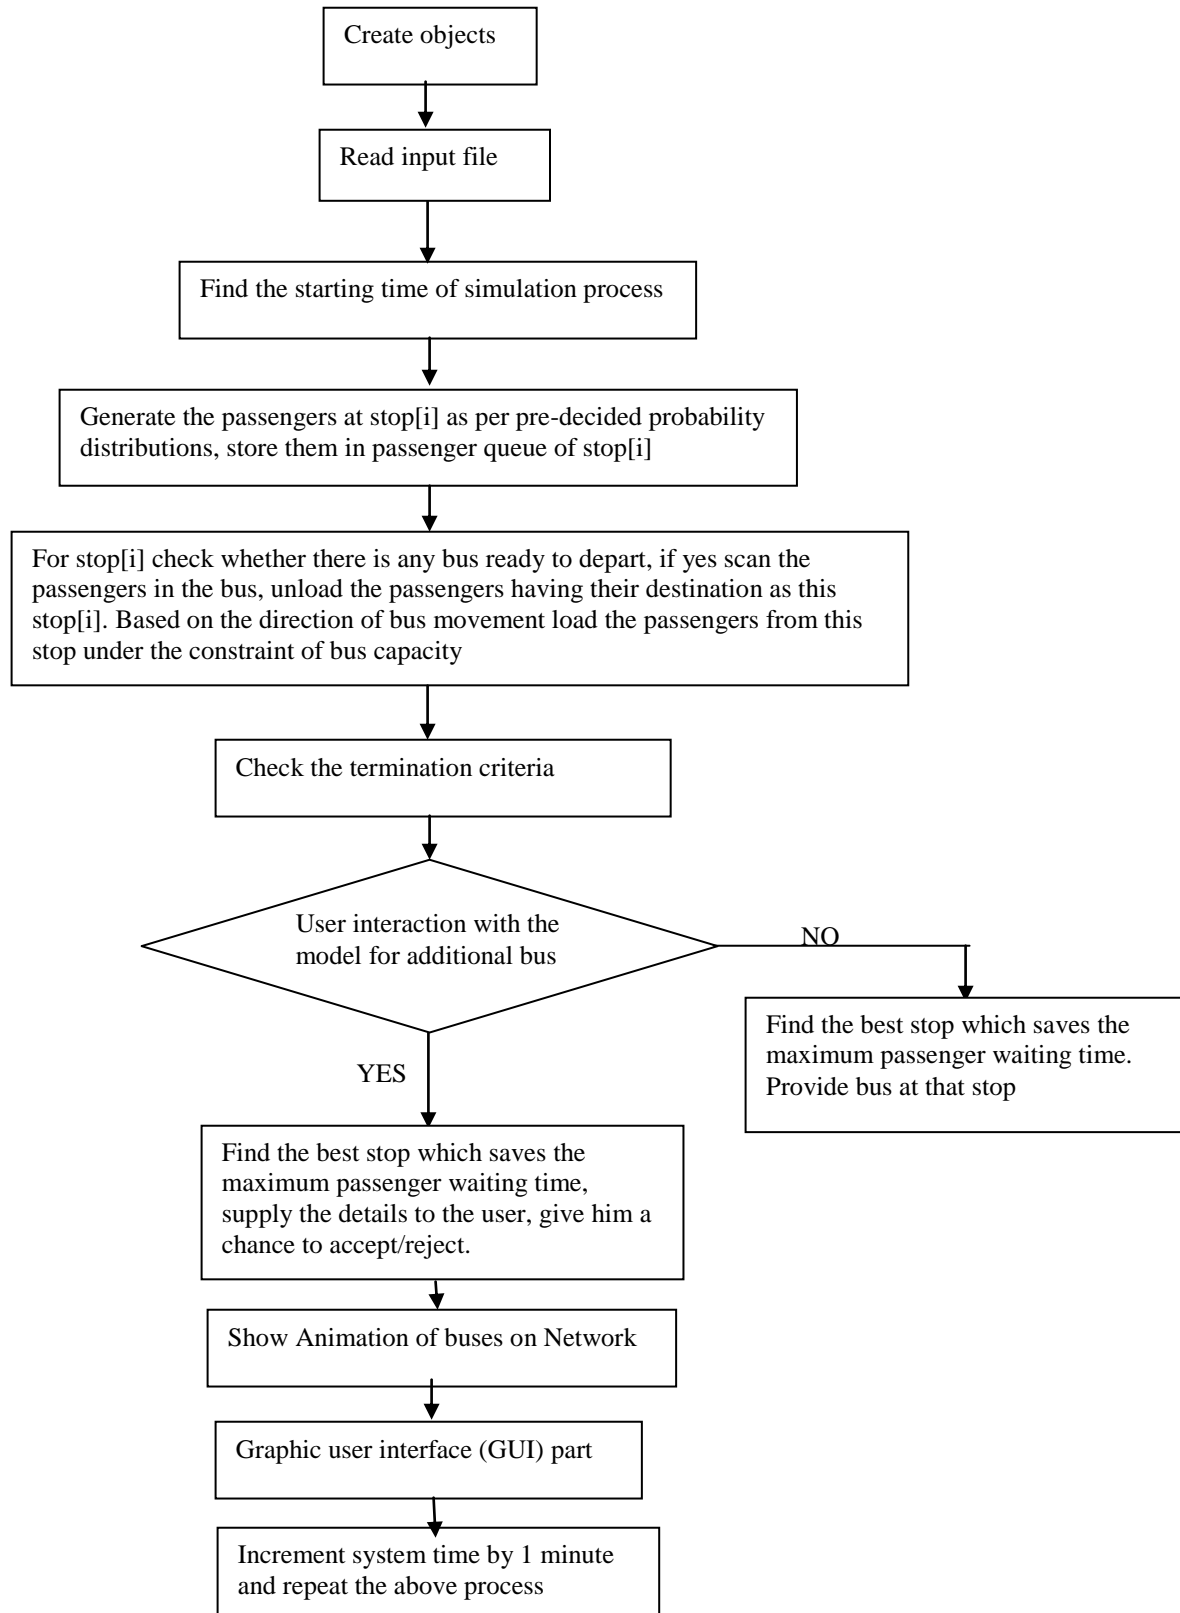 Create objects
Read input file
Find the starting time of simulation process
Generate the passengers at stop[i] as per pre-decided probability
distributions, store them in passenger queue of stop[i]
For stop[i] check whether there is any bus ready to depart, if yes scan the
passengers in the bus, unload the passengers having their destination as this
stop[i]. Based on the direction of bus movement load the passengers from this
stop under the constraint of bus capacity
Check the termination criteria
User interaction with the
model for additional bus
NO
Find the best stop which saves the
maximum passenger waiting time.
Provide bus at that stop
YES
Find the best stop which saves the
maximum passenger waiting time,
supply the details to the user, give him a
chance to accept/reject.
Show Animation of buses on Network
Graphic user interface (GUI) part
Increment system time by 1 minute
and repeat the above process